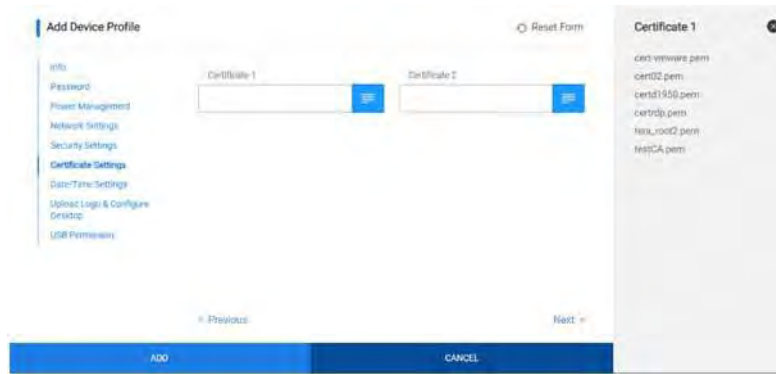 Add Device Profile
Reset Form
Info
Password
Power Management
Network Settings
Security Settings
Certificate Settings
Date/Time Settings
Upload Logo & Configure
Desktop
USB Permission
Certificate 1
Certificate 2
< Previous
Next >
ADD
CANCEL
Certificate 1
cert-vmware.pem
cert02.pem
certd1950.pem
certrdp.pem
tera_root2.pem
testCA.pem